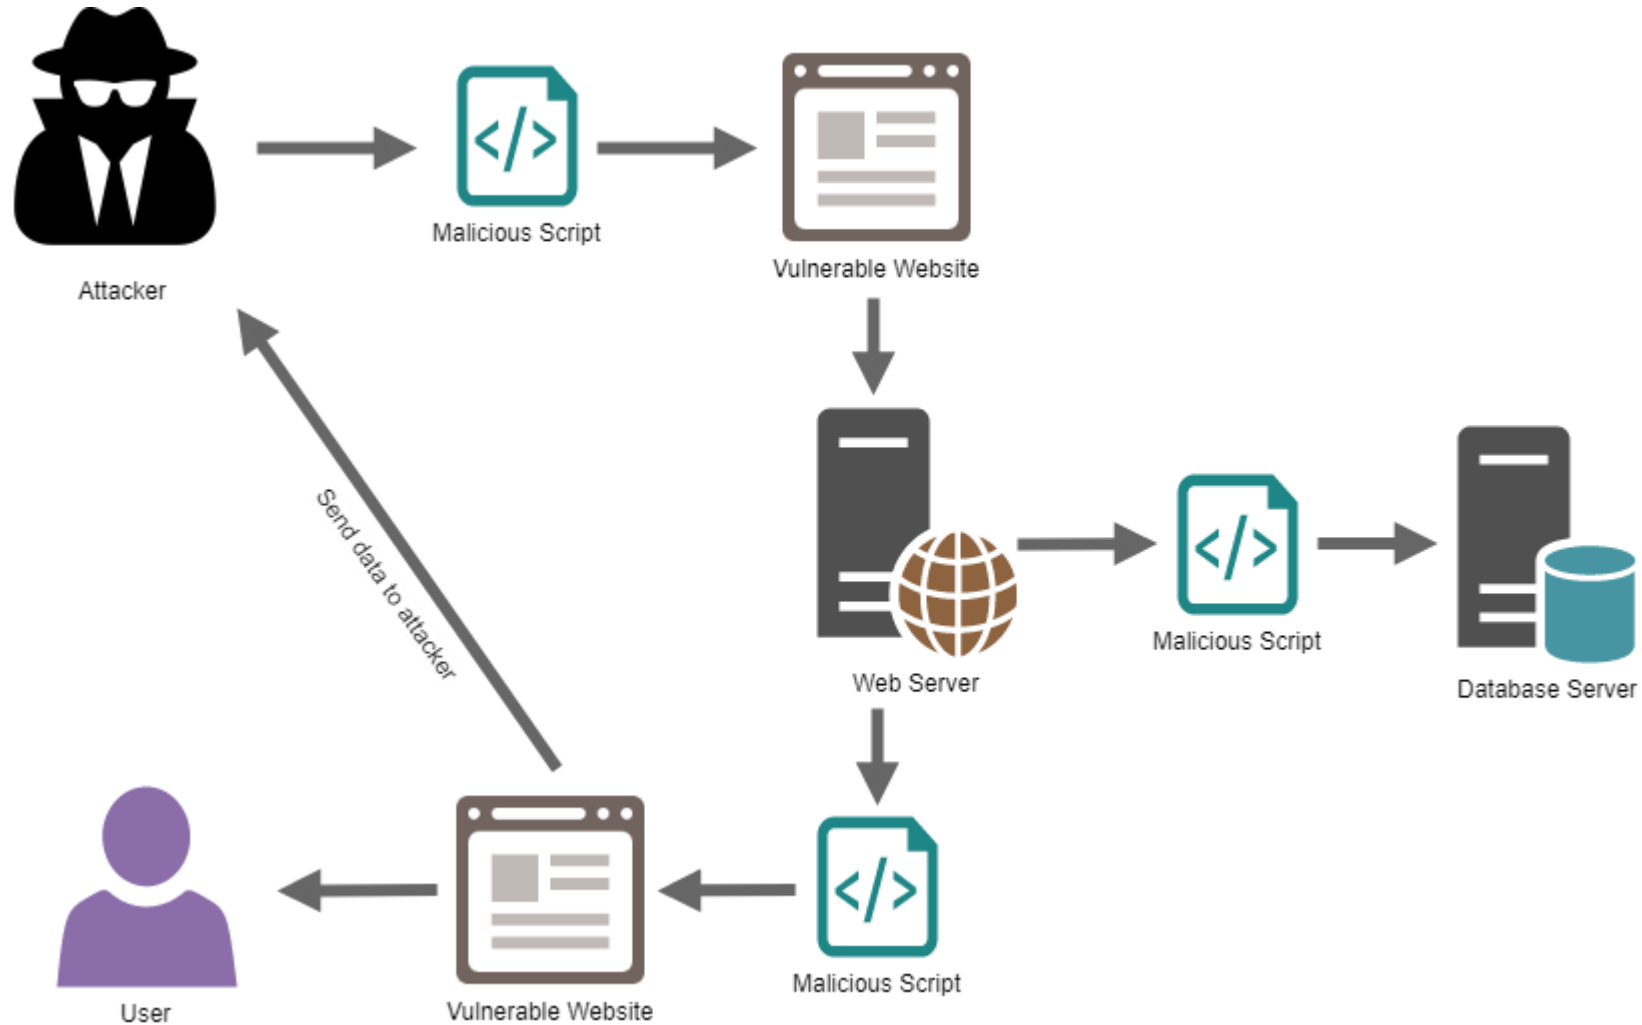 Malicious Script
Vulnerable Website
Attacker
Send data to attacker
Malicious Script
Web Server
Database Server
Malicious Script
User
Vulnerable Website